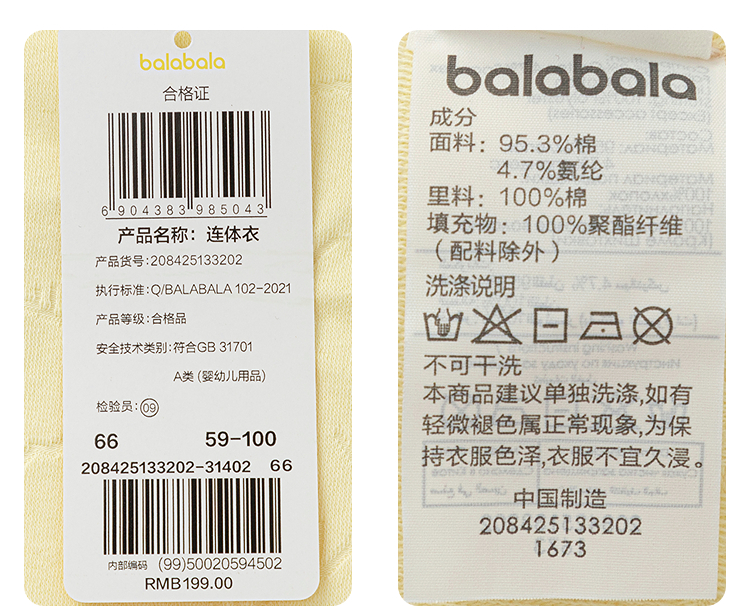 balabala
合格证
6 904383 985043
产品名称：连体衣
产品货号:208425133202
执行标准:Q/BALABALA 102-2021
产品等级:合格品
安全技术类别:符合GB 31701
A类 (婴幼儿用品)
检验员:09
66 59-100
208425133202-31402 66
内部编码 (99)50020594502
RMB199.00
balabala
成分
面料：95.3%棉
4.7%氨纶
里料：100%棉
填充物：100%聚酯纤维
（配料除外）
洗涤说明
不可干洗
本商品建议单独洗涤,如有
轻微褪色属正常现象,为保
持衣服色泽,衣服不宜久浸。
中国制造
208425133202
1673